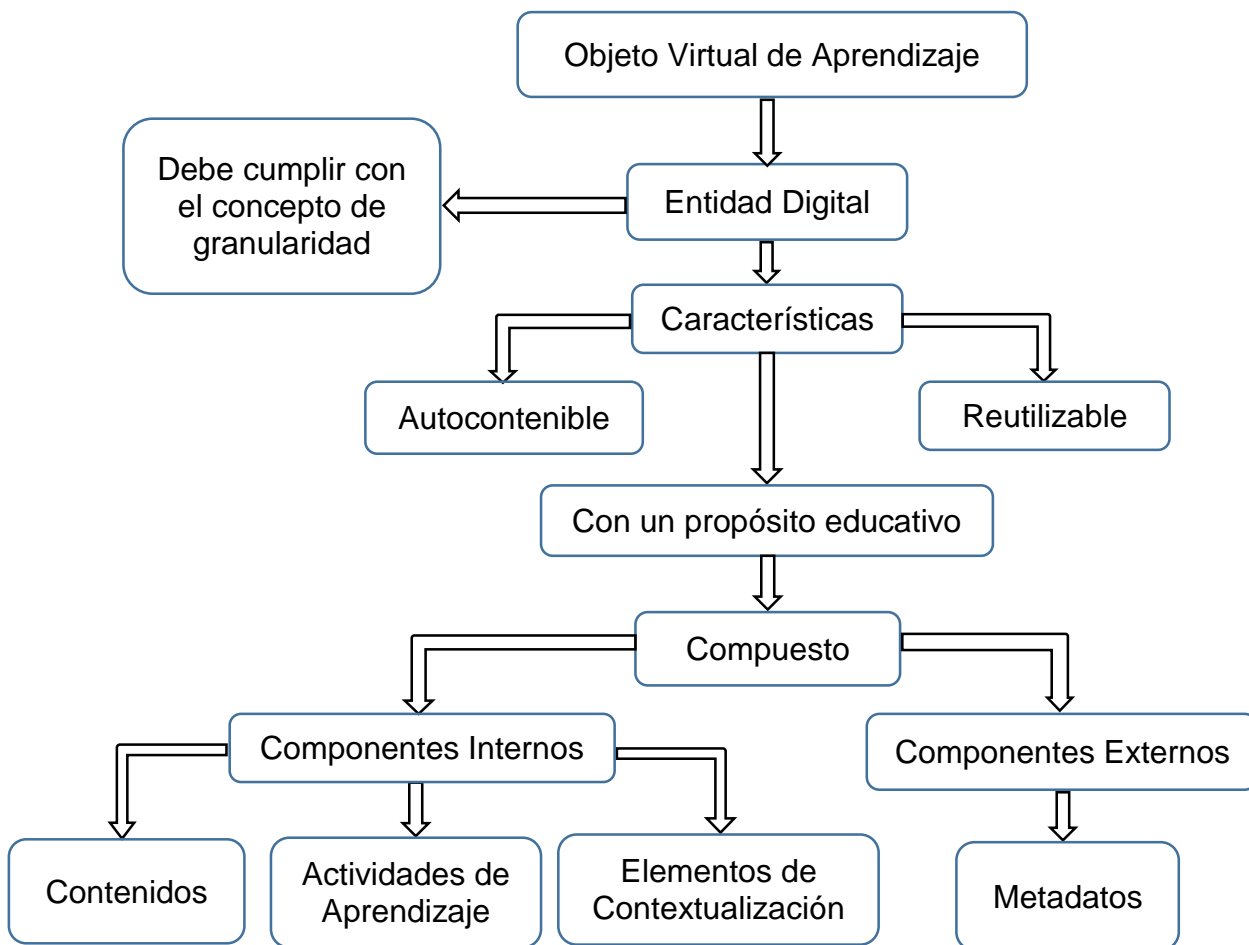 Objeto Virtual de Aprendizaje
Debe cumplir con
el concepto de
granularidad
Entidad Digital
Característicias
Autocontenible
Reutilizable
Con un propósito educativo
Compuesto
Componentes Internos
Componentes Externos
Contenidos
Actividades de
Aprendizaje
Elementos de
Contextualización
Metadatos